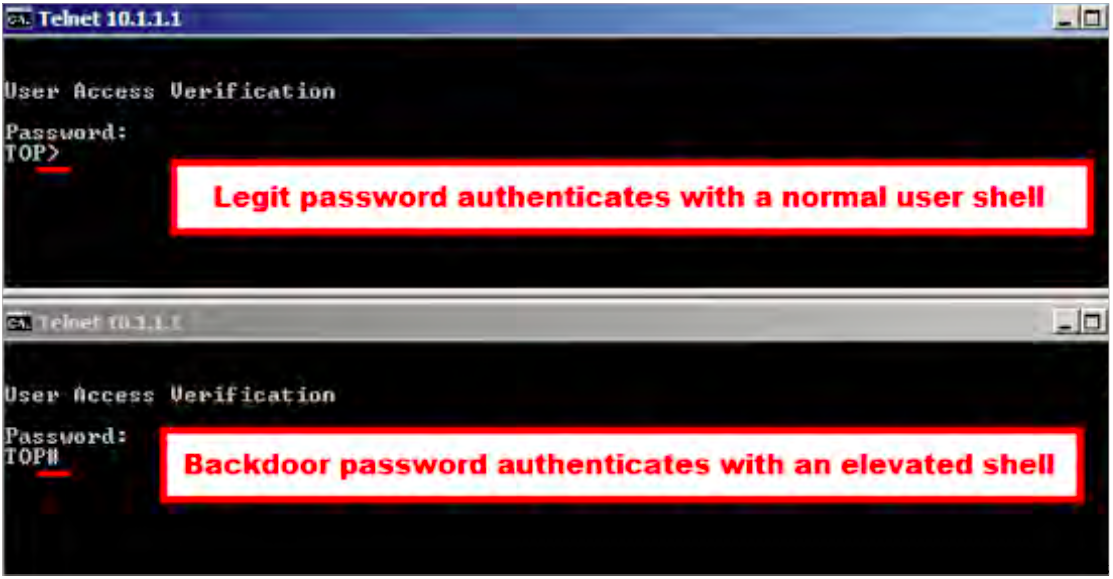 Telnet 10.1.1.1
User Access Verification
Password:
TOP>
Legit password authenticates with a normal user shell
Telnet 10.1.1.1
User Access Verification
Password:
TOP#
Backdoor password authenticates with an elevated shell